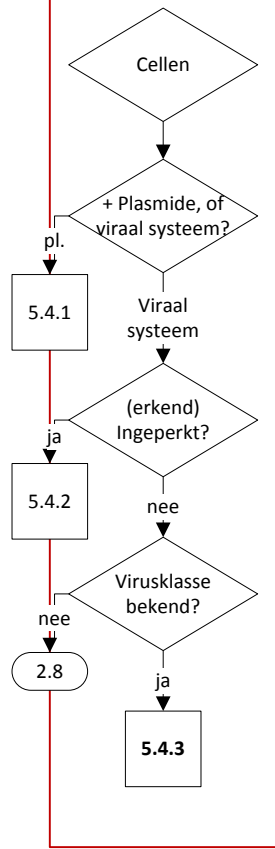 Cellen
+ Plasmide, of
viraal systeem?
pl.
5.4.1
Viraal
systeem
(erkend)
Ingeperkt?
ja
5.4.2
nee
Virusklasse
bekend?
nee
2.8
ja
5.4.3